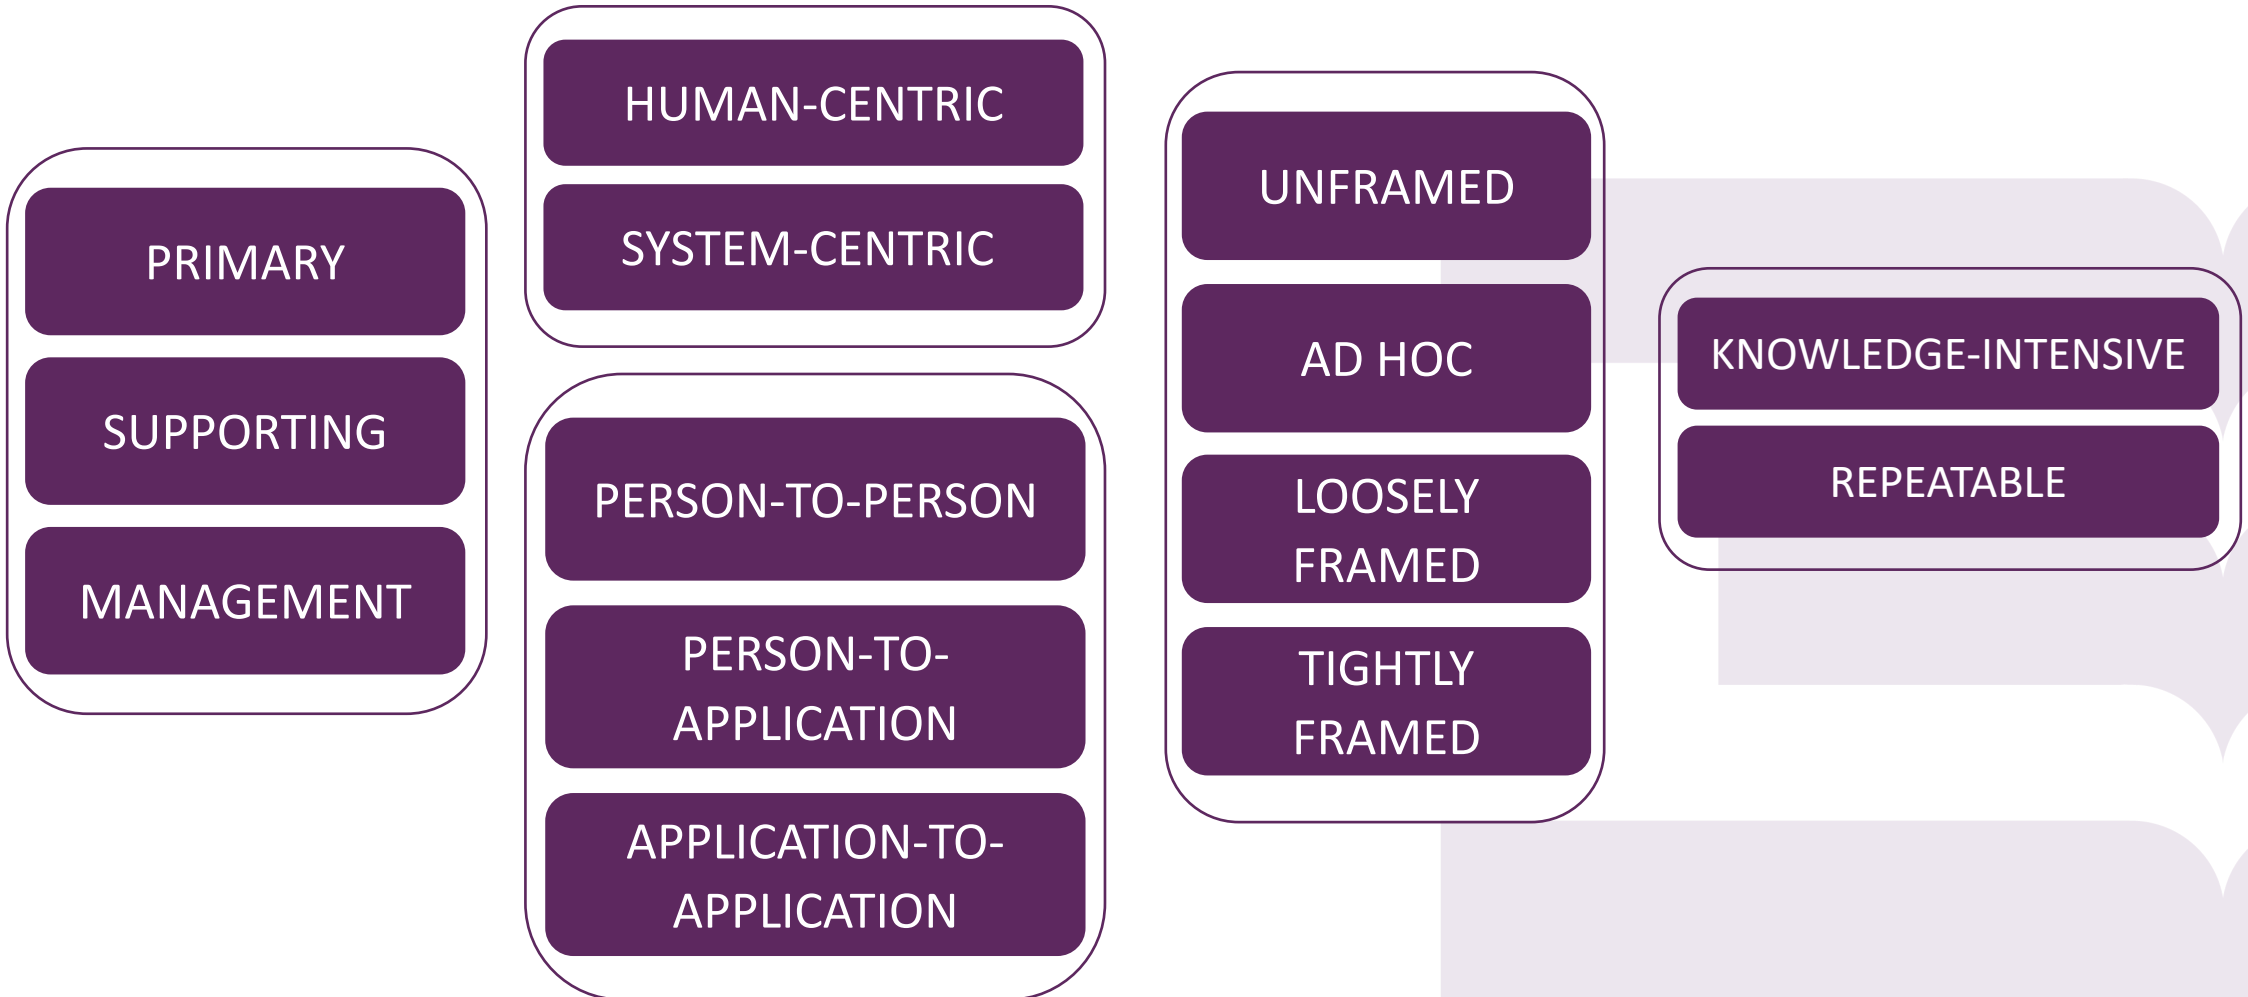 PRIMARY
SUPPORTING
MANAGEMENT
HUMAN-CENTRIC
SYSTEM-CENTRIC
PERSON-TO-PERSON
PERSON-TO-
APPLICATION
APPLICATION-TO-
APPLICATION
UNFRAMED
AD HOC
LOOSELY
FRAMED
TIGHTLY
FRAMED
KNOWLEDGE-INTENSIVE
REPEATABLE